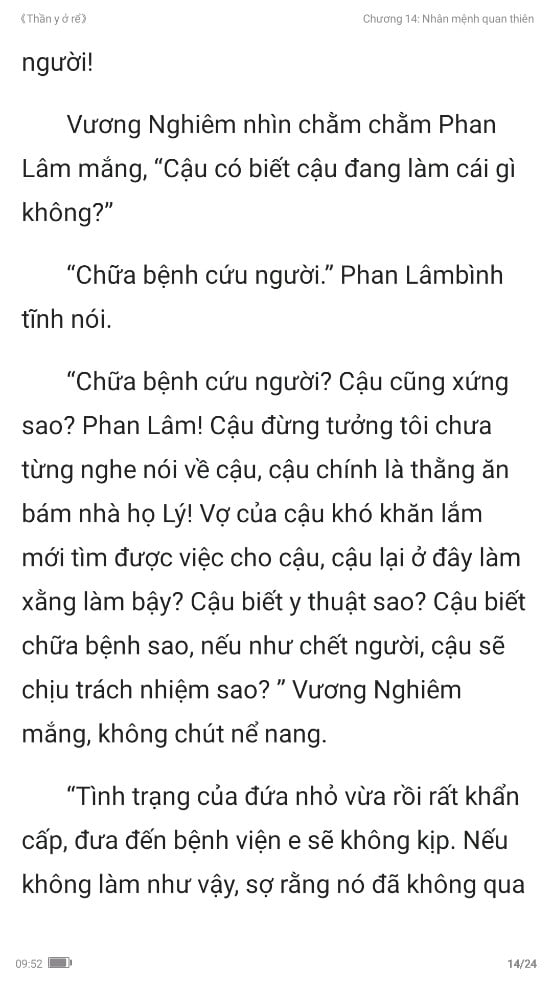 《Thần y ở rể》 Chương 14: Nhân mệnh quan thiên
người!
Vương Nghiêm nhìn chằm chằm Phan
Lâm mắng, “Cậu có biết cậu đang làm cái gì
không?”
“Chữa bệnh cứu người.” Phan Lâmbình
tĩnh nói.
“Chữa bệnh cứu người? Cậu cũng xứng
sao? Phan Lâm! Cậu đừng tưởng tôi chưa
từng nghe nói về cậu, cậu chính là thằng ăn
bám nhà họ Lý! Vợ của cậu khó khăn lắm
mới tìm được việc cho cậu, cậu lại ở đây làm
xằng làm bậy? Cậu biết y thuật sao? Cậu biết
chữa bệnh sao, nếu như chết người, cậu sẽ
chịu trách nhiệm sao? ” Vương Nghiêm
mắng, không chút nể nang.
“Tình trạng của đứa nhỏ vừa rồi rất khẩn
cấp, đưa đến bệnh viện e sẽ không kịp. Nếu
không làm như vậy, sợ rằng nó đã không qua
09:52 14/24